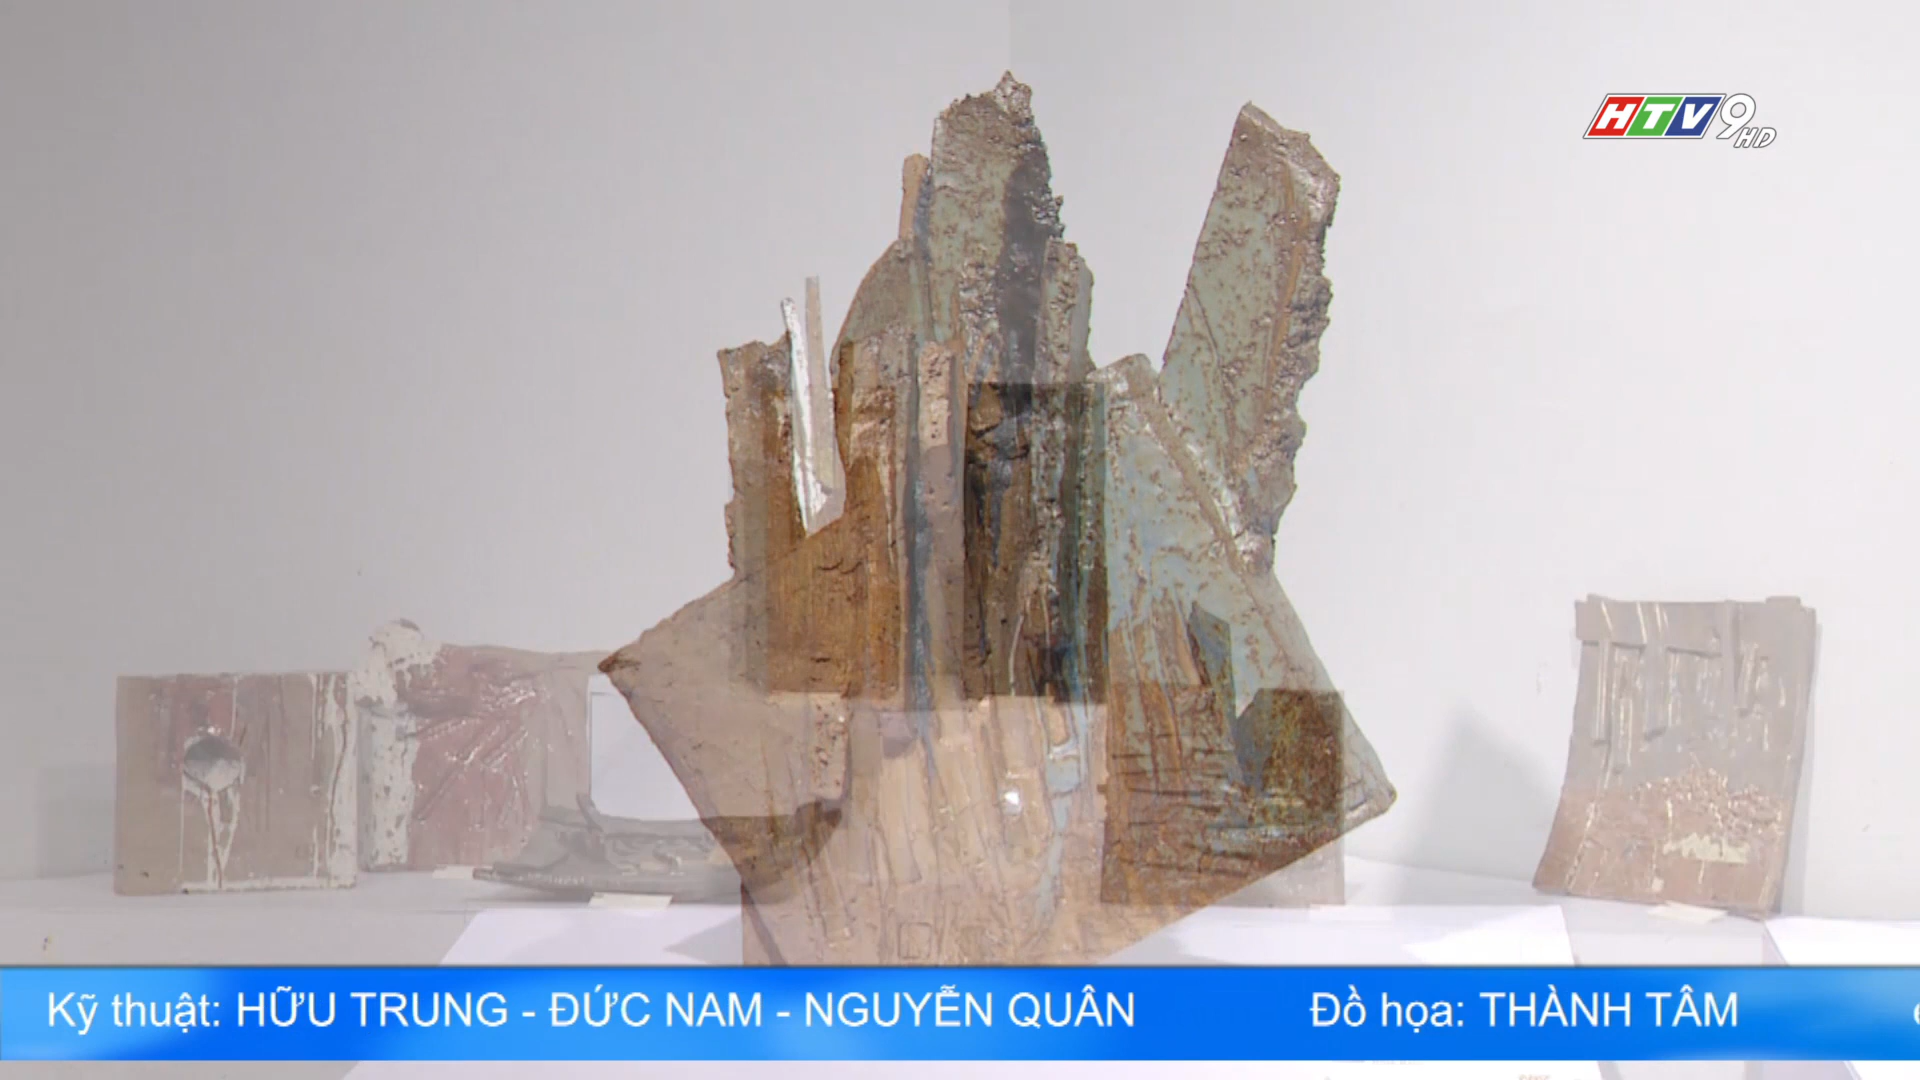 HTV9 HD
Kỹ thuật: HỮU TRUNG - ĐỨC NAM - NGUYỄN QUÂN
Đồ họa: THÀNH TÂM